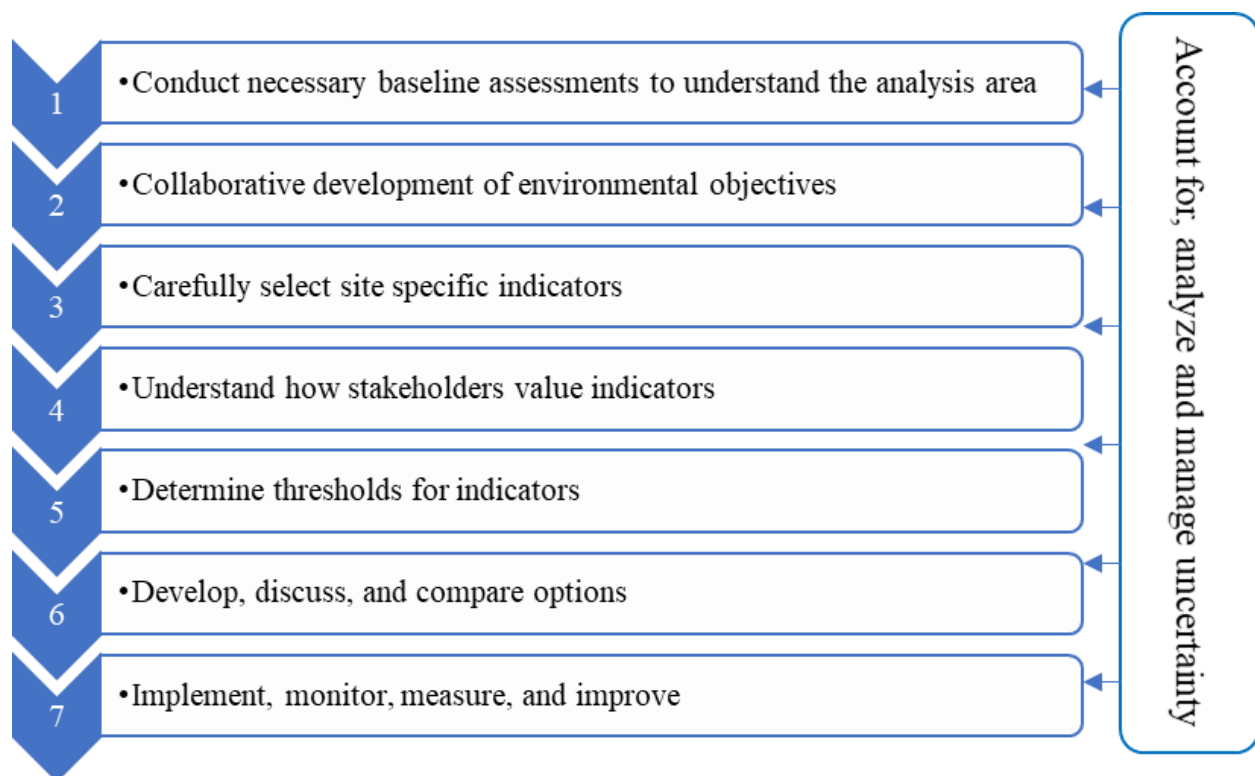 1
•Conduct necessary baseline assessments to understand the analysis area
2
•Collaborative development of environmental objectives
3
•Carefully select site specific indicators
4
•Understand how stakeholders value indicators
5
•Determine thresholds for indicators
6
•Develop, discuss, and compare options
7
•Implement, monitor, measure, and improve
Account for, analyze and manage uncertainty